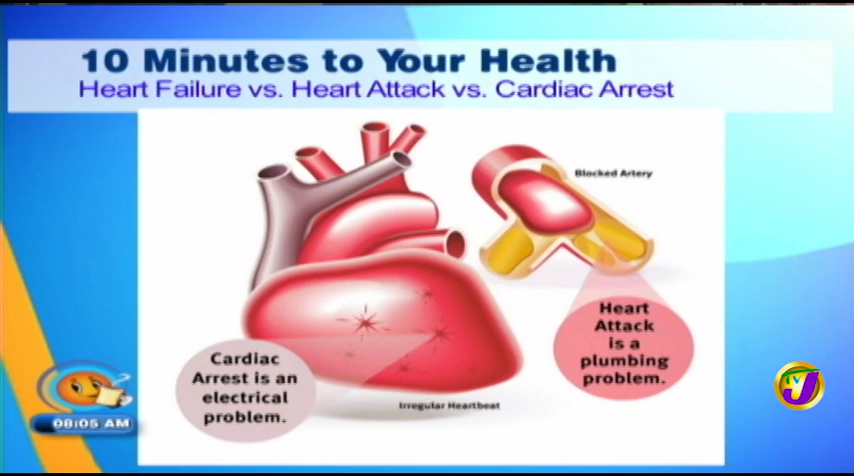 10 Minutes to Your Health
Heart Failure vs. Heart Attack vs. Cardiac Arrest
Blocked Artery
Heart
Attack
is a
plumbing
problem.
Cardiac
Arrest is an
electrical
problem.
Irregular Heartbeat
08:05 AM
TVJ